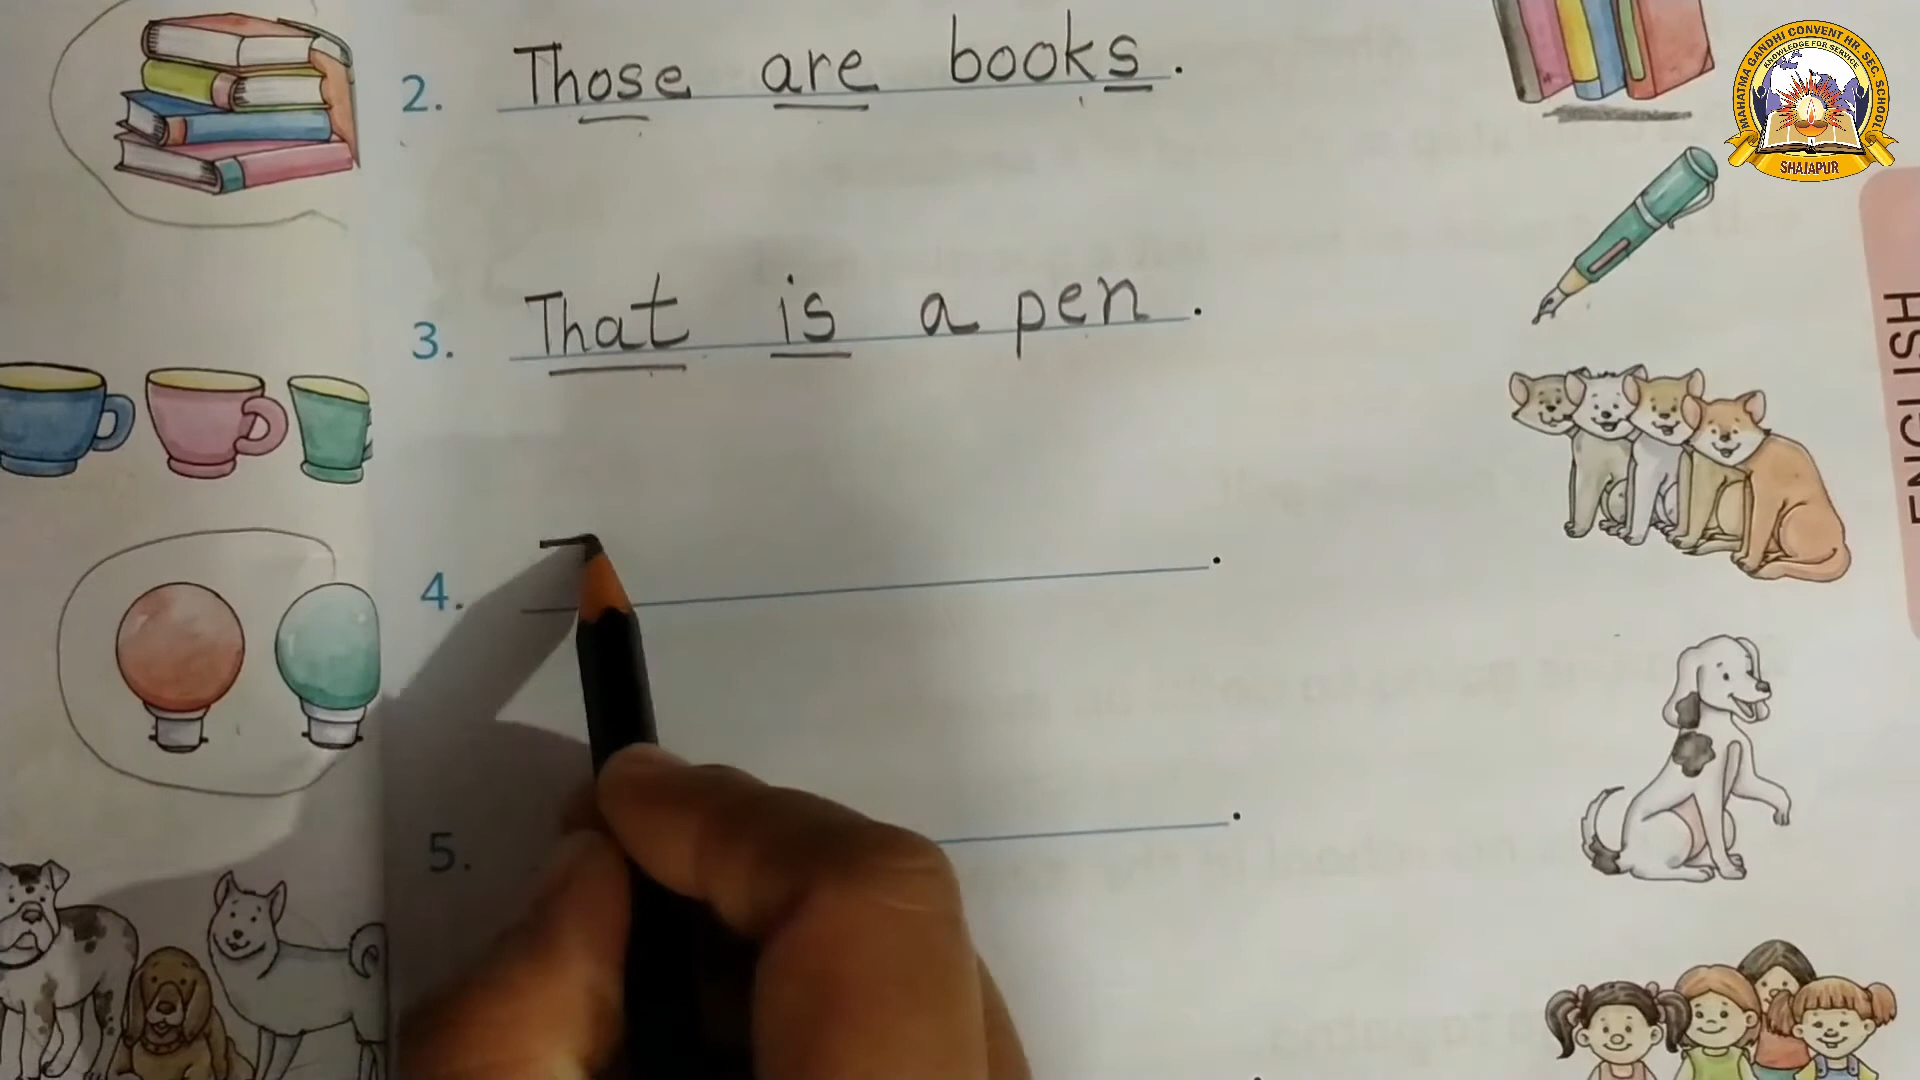 2. Those are books.
MAHATMA GANDHI CONVENT HR. SEC. SCHOOL
KNOWLEDGE FOR SERVICE
SHAJAPUR
3. That is a pen.
ENGLISH
4. .
5. .